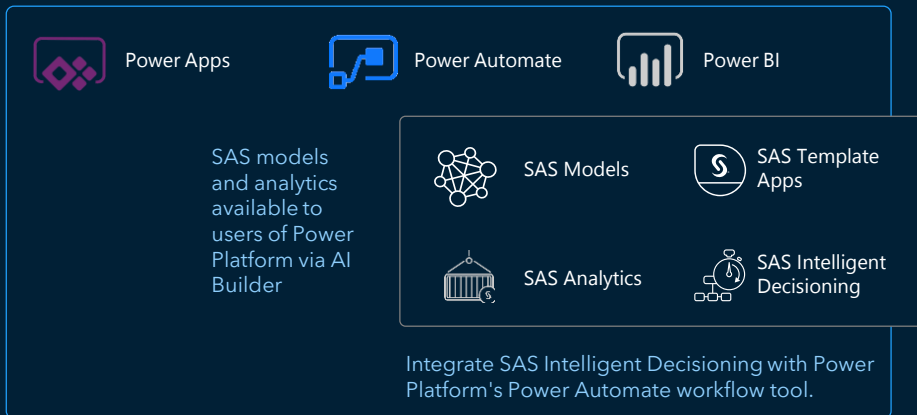 Power Apps
Power Automate
Power BI
SAS models
and analytics
available to
users of Power
Platform via AI
Builder
SAS Models
SAS Template
Apps
SAS Analytics
SAS Intelligent
Decisioning
Integrate SAS Intelligent Decisioning with Power
Platform's Power Automate workflow tool.